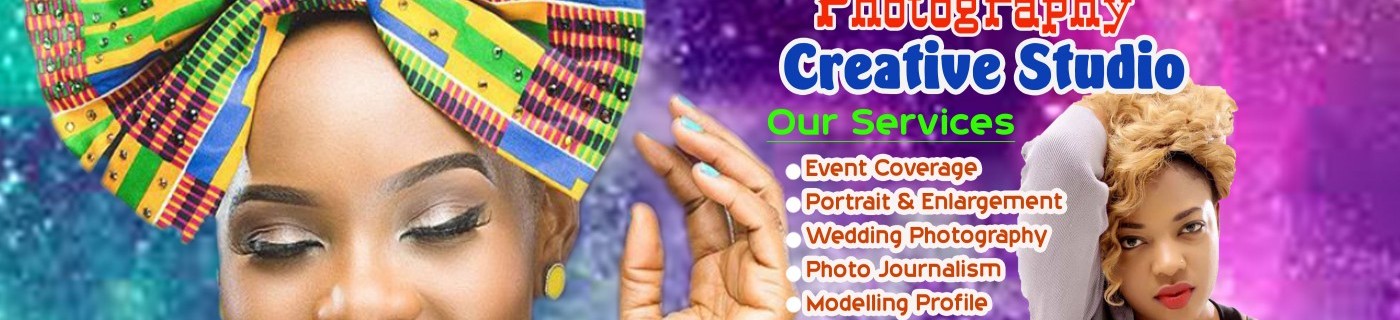 Photography
Creative Studio
Our Services
Event Coverage
Portrait & Enlargement
Wedding Photography
Photo Journalism
Modelling Profile